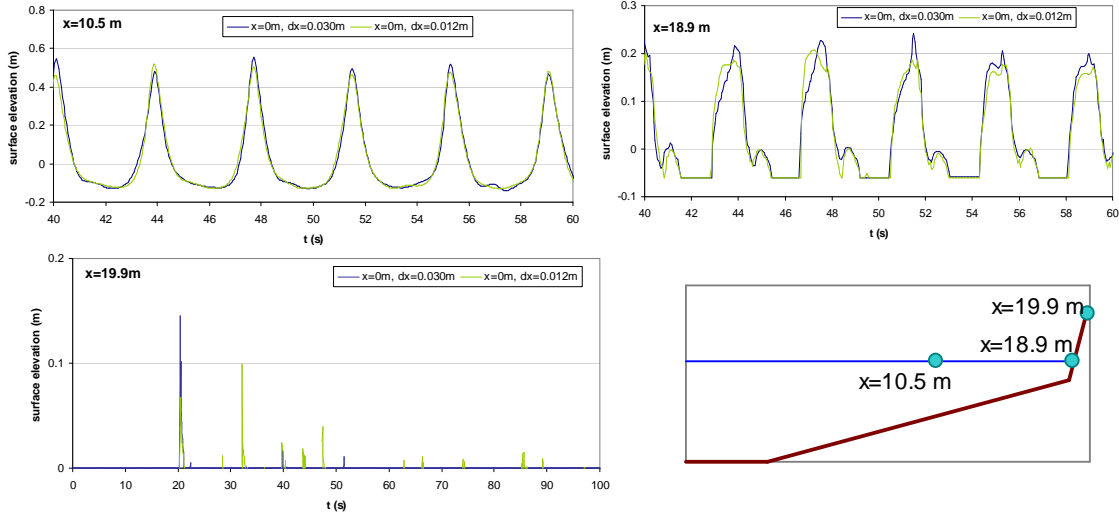 x=10.5 m
x=0m, dx=0.030m x=0m, dx=0.012m
surface elevation (m)
0.8
0.6
0.4
0.2
0
-0.2
40 42 44 46 48 50 52 54 56 58 60
t (s)
x=18.9 m
x=0m, dx=0.030m x=0m, dx=0.012m
surface elevation (m)
0.3
0.2
0.1
0
-0.1
40 42 44 46 48 50 52 54 56 58 60
t (s)
x=19.9m
x=0m, dx=0.030m x=0m, dx=0.012m
surface elevation (m)
0.2
0.1
0
0 10 20 30 40 50 60 70 80 90 100
t (s)
x=19.9 m
x=18.9 m
x=10.5 m